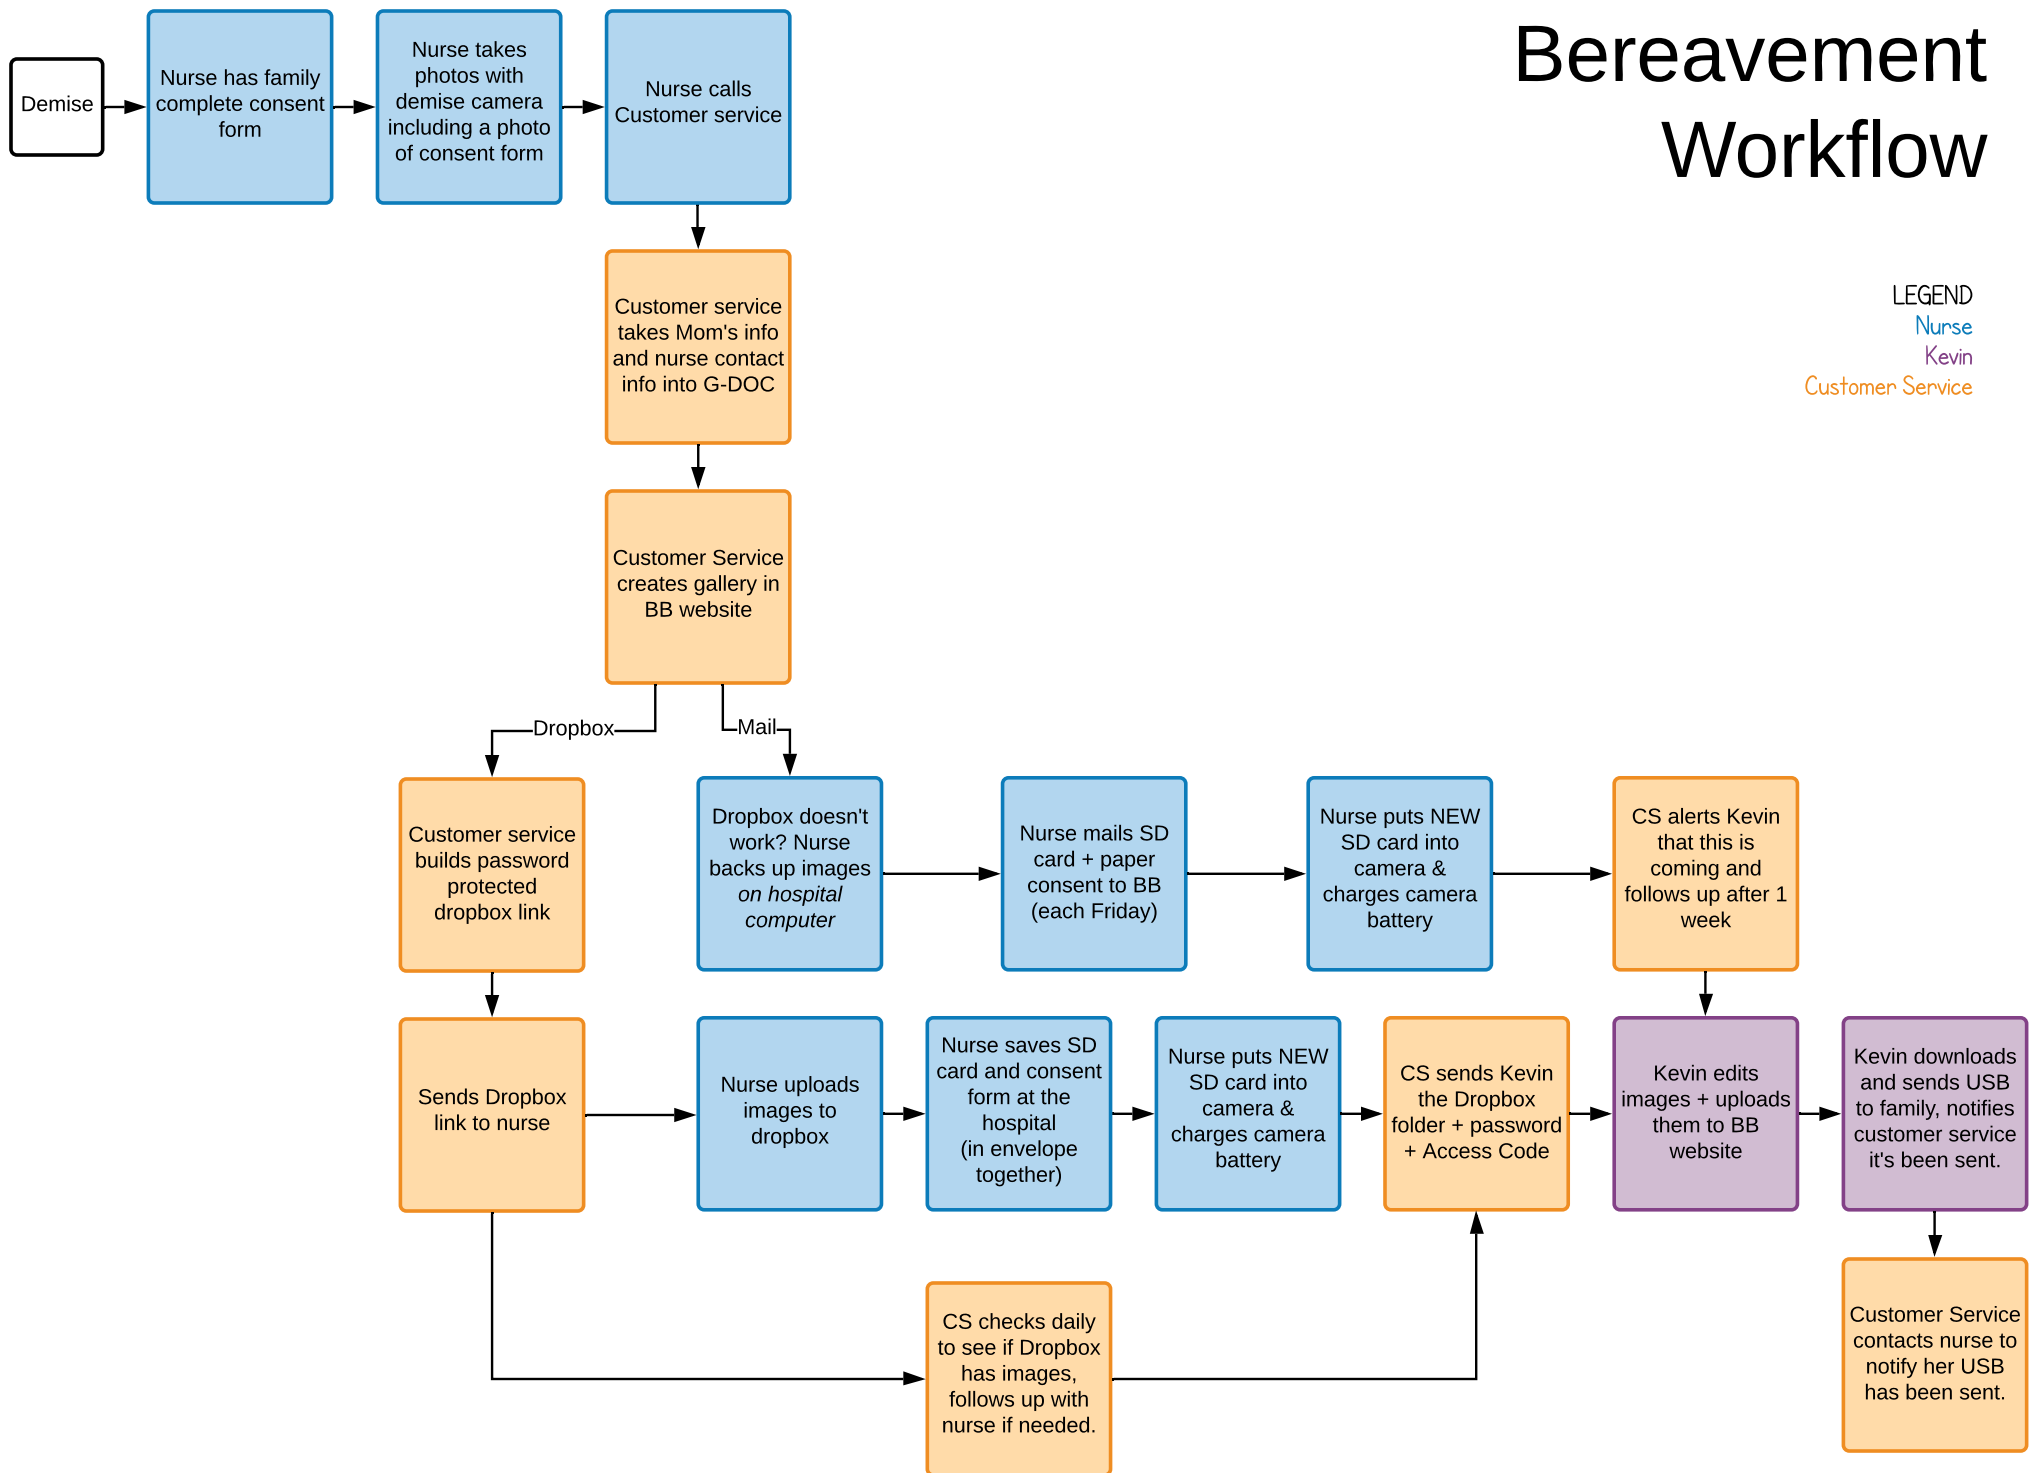 Bereavement
Workflow
LEGEND
Nurse
Kevin
Customer Service
Demise
Nurse has family
complete consent
form
Nurse takes
photos with
demise camera
including a photo
of consent form
Nurse calls
Customer service
Customer service
takes Mom's info
and nurse contact
info into G-DOC
Customer Service
creates gallery in
BB website
Dropbox
Mail
Customer service
builds password
protected
dropbox link
Dropbox doesn't
work? Nurse
backs up images
on hospital
computer
Nurse mails SD
card + paper
consent to BB
(each Friday)
Nurse puts NEW
SD card into
camera &
charges camera
battery
CS alerts Kevin
that this is
coming and
follows up after 1
week
Sends Dropbox
link to nurse
Nurse uploads
images to
dropbox
Nurse saves SD
card and consent
form at the
hospital
(in envelope
together)
Nurse puts NEW
SD card into
camera &
charges camera
battery
CS sends Kevin
the Dropbox
folder + password
+ Access Code
Kevin edits
images + uploads
them to BB
website
Kevin downloads
and sends USB
to family, notifies
customer service
it's been sent.
CS checks daily
to see if Dropbox
has images,
follows up with
nurse if needed.
Customer Service
contacts nurse to
notify her USB
has been sent.